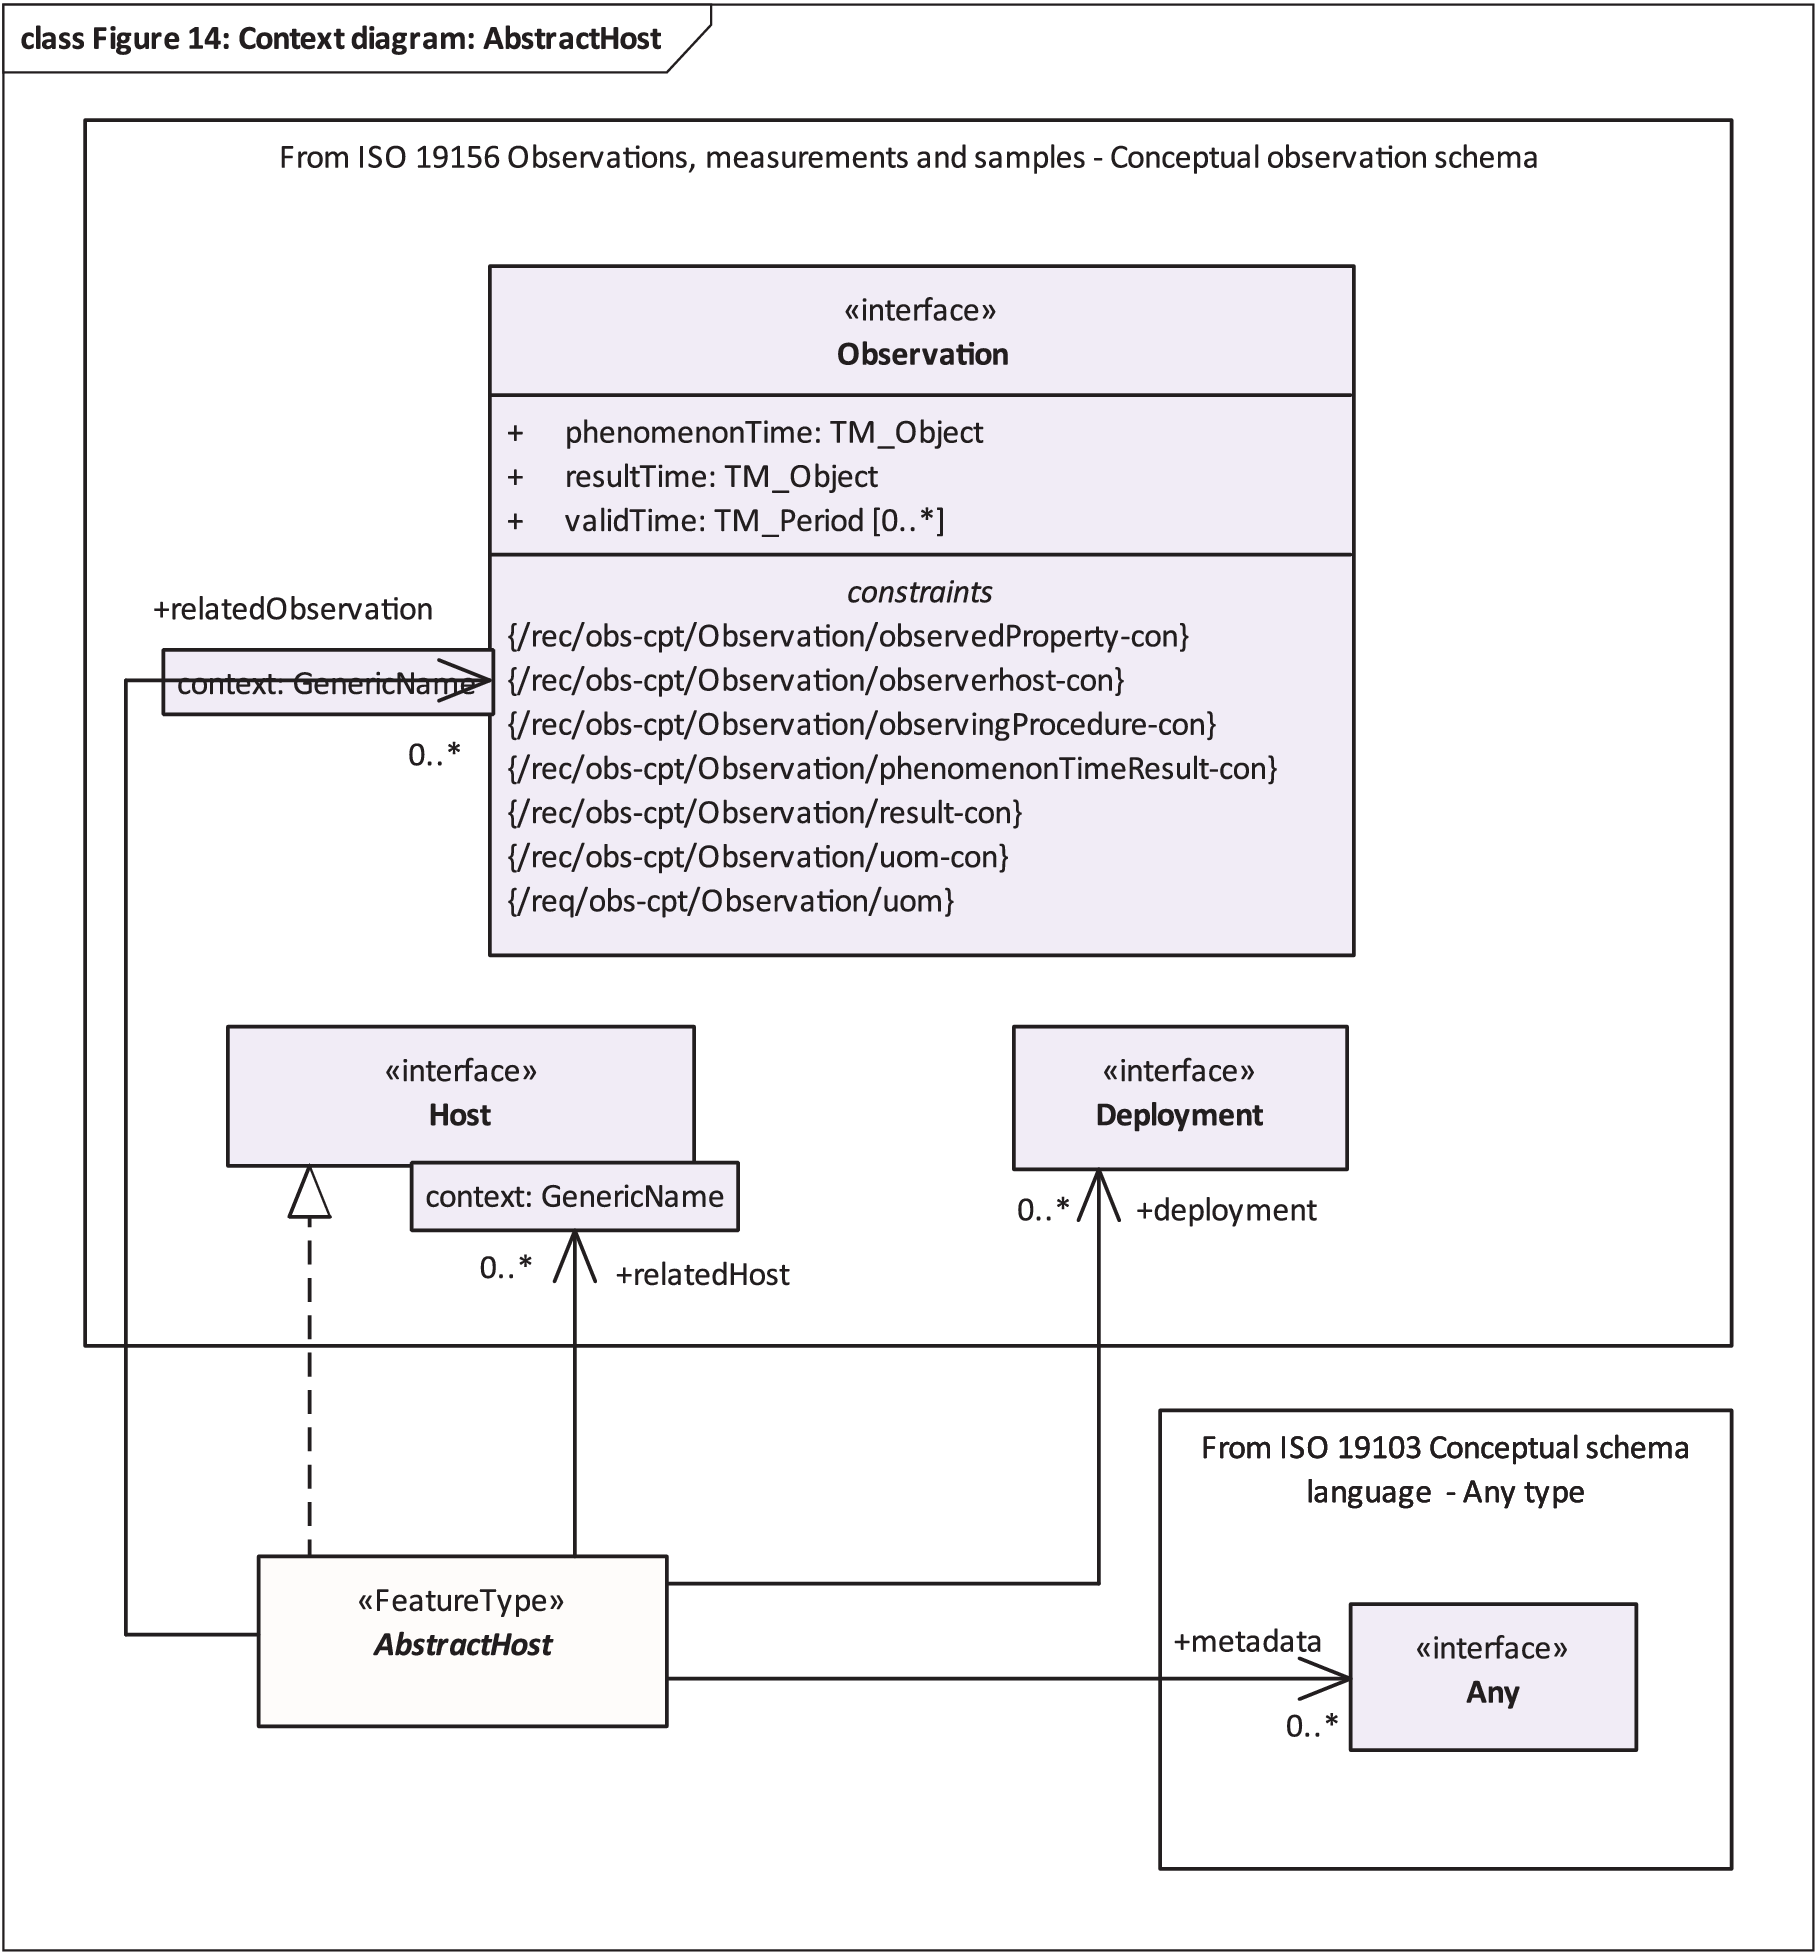 class Figure 14: Context diagram: AbstractHost
From ISO 19156 Observations, measurements and samples - Conceptual observation schema
«interface»
Observation
+ phenomenonTime: TM_Object
+ resultTime: TM_Object
+ validTime: TM_Period [0..*]
constraints
{/rec/obs-cpt/Observation/observedProperty-con}
{/rec/obs-cpt/Observation/observerhost-con}
{/rec/obs-cpt/Observation/observingProcedure-con}
{/rec/obs-cpt/Observation/phenomenonTimeResult-con}
{/rec/obs-cpt/Observation/result-con}
{/rec/obs-cpt/Observation/uom-con}
{/req/obs-cpt/Observation/uom}
+relatedObservation
context: GenericName
0..*
«interface»
Host
context: GenericName
0..*
+relatedHost
«interface»
Deployment
0..*
+deployment
From ISO 19103 Conceptual schema
language - Any type
«FeatureType»
AbstractHost
+metadata
0..*
«interface»
Any